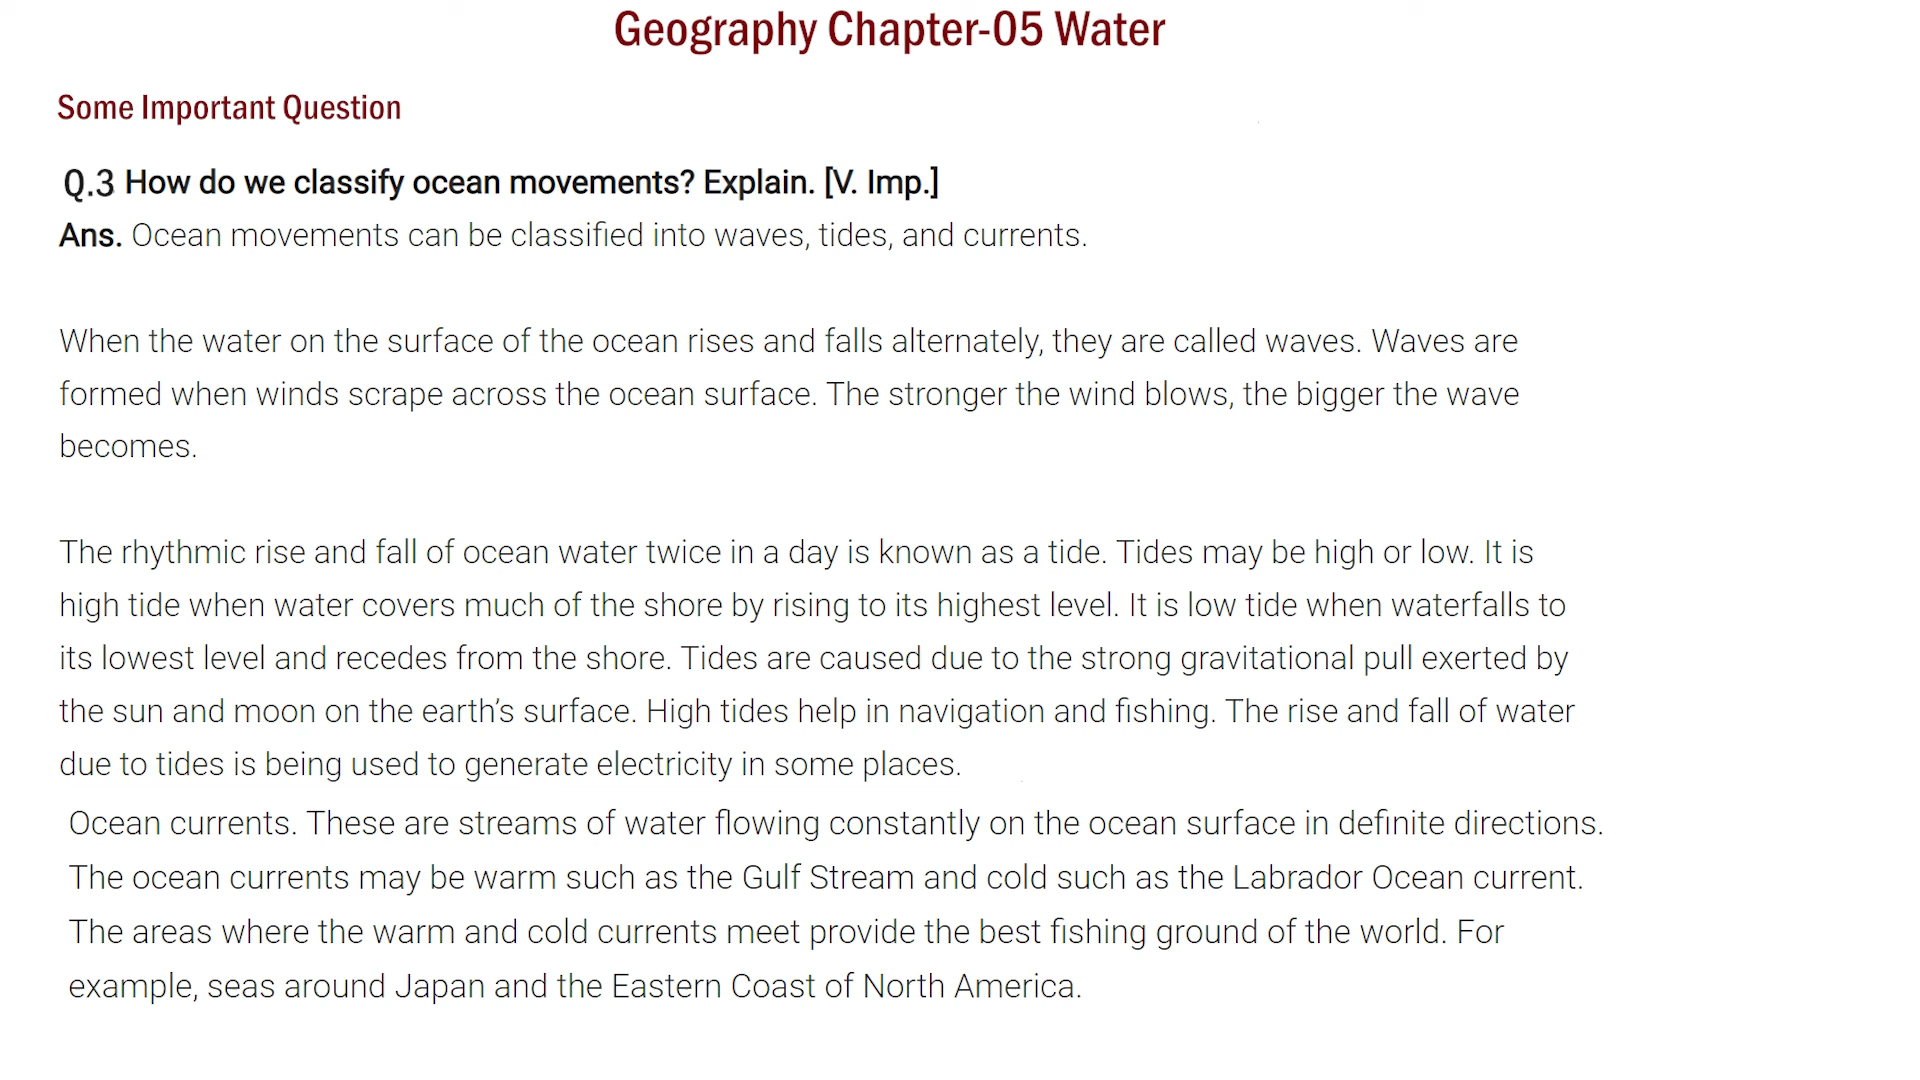 Geography Chapter-05 Water
Some Important Question
Q.3 How do we classify ocean movements? Explain. [V. Imp.]
Ans. Ocean movements can be classified into waves, tides, and currents.
When the water on the surface of the ocean rises and falls alternately, they are called waves. Waves are
formed when winds scrape across the ocean surface. The stronger the wind blows, the bigger the wave
becomes.
The rhythmic rise and fall of ocean water twice in a day is known as a tide. Tides may be high or low. It is
high tide when water covers much of the shore by rising to its highest level. It is low tide when waterfalls to
its lowest level and recedes from the shore. Tides are caused due to the strong gravitational pull exerted by
the sun and moon on the earth's surface. High tides help in navigation and fishing. The rise and fall of water
due to tides is being used to generate electricity in some places.
Ocean currents. These are streams of water flowing constantly on the ocean surface in definite directions.
The ocean currents may be warm such as the Gulf Stream and cold such as the Labrador Ocean current.
The areas where the warm and cold currents meet provide the best fishing ground of the world. For
example, seas around Japan and the Eastern Coast of North America.